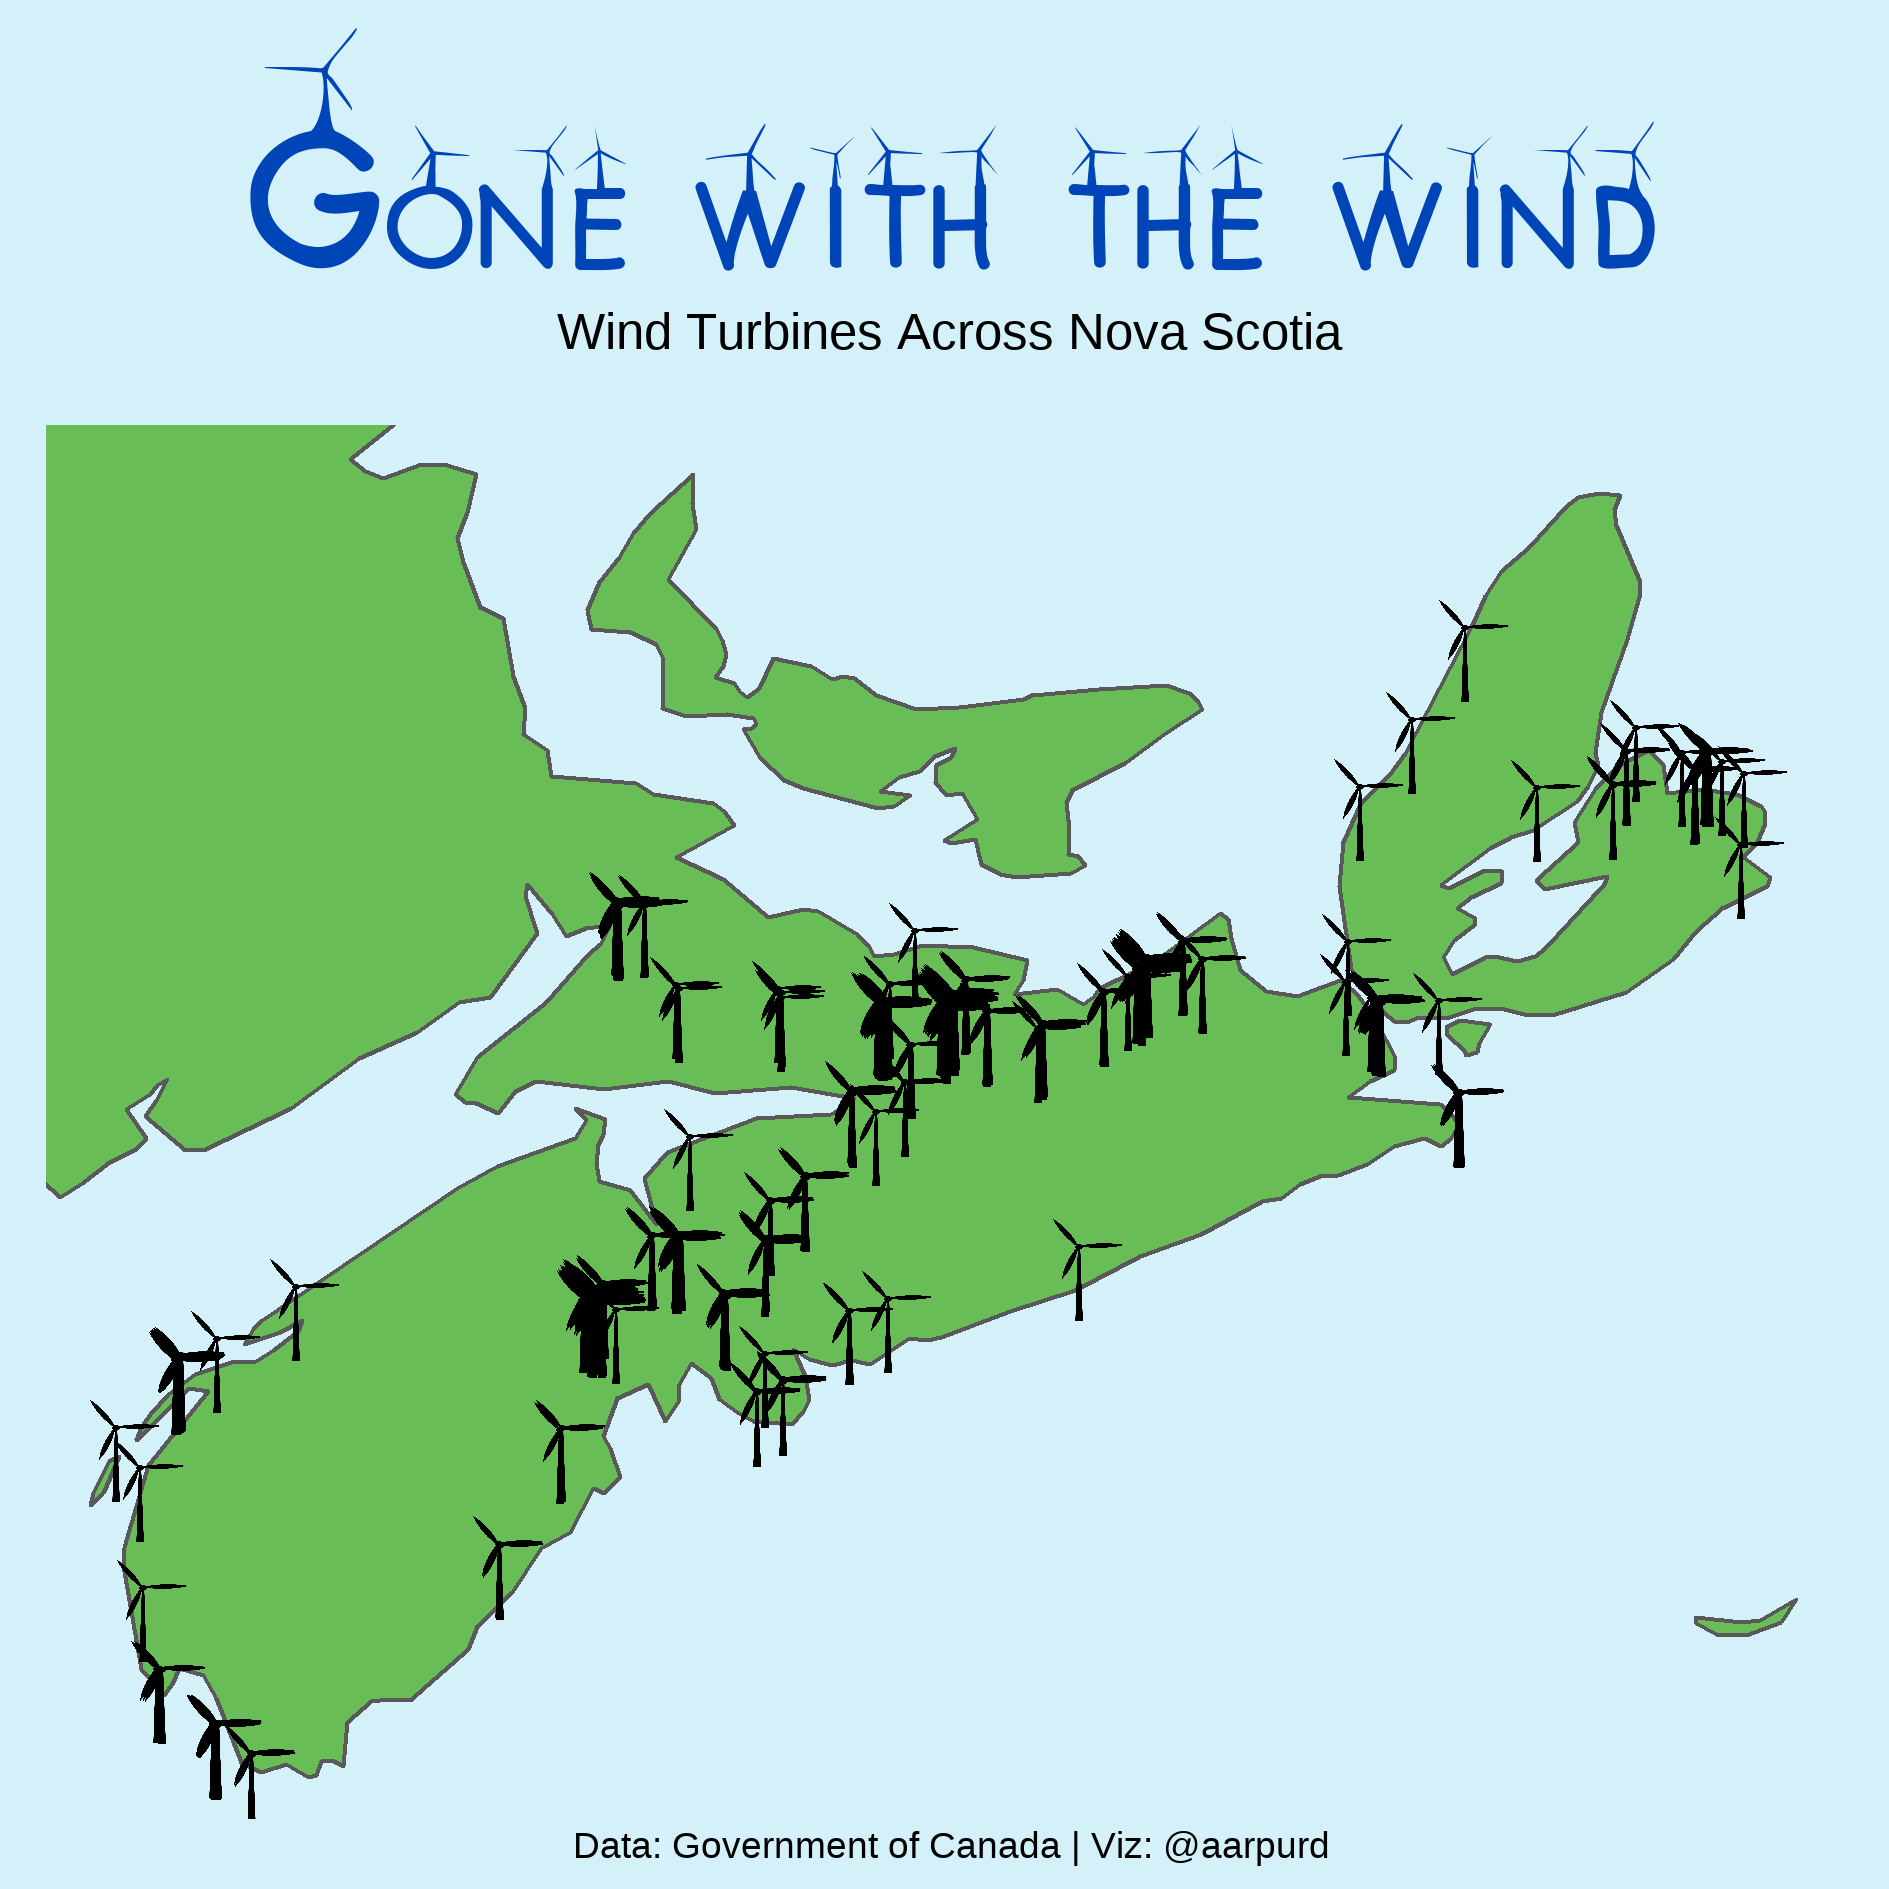 GONE WITH THE WIND
Wind Turbines Across Nova Scotia
Data: Government of Canada | Viz: @aarpurd